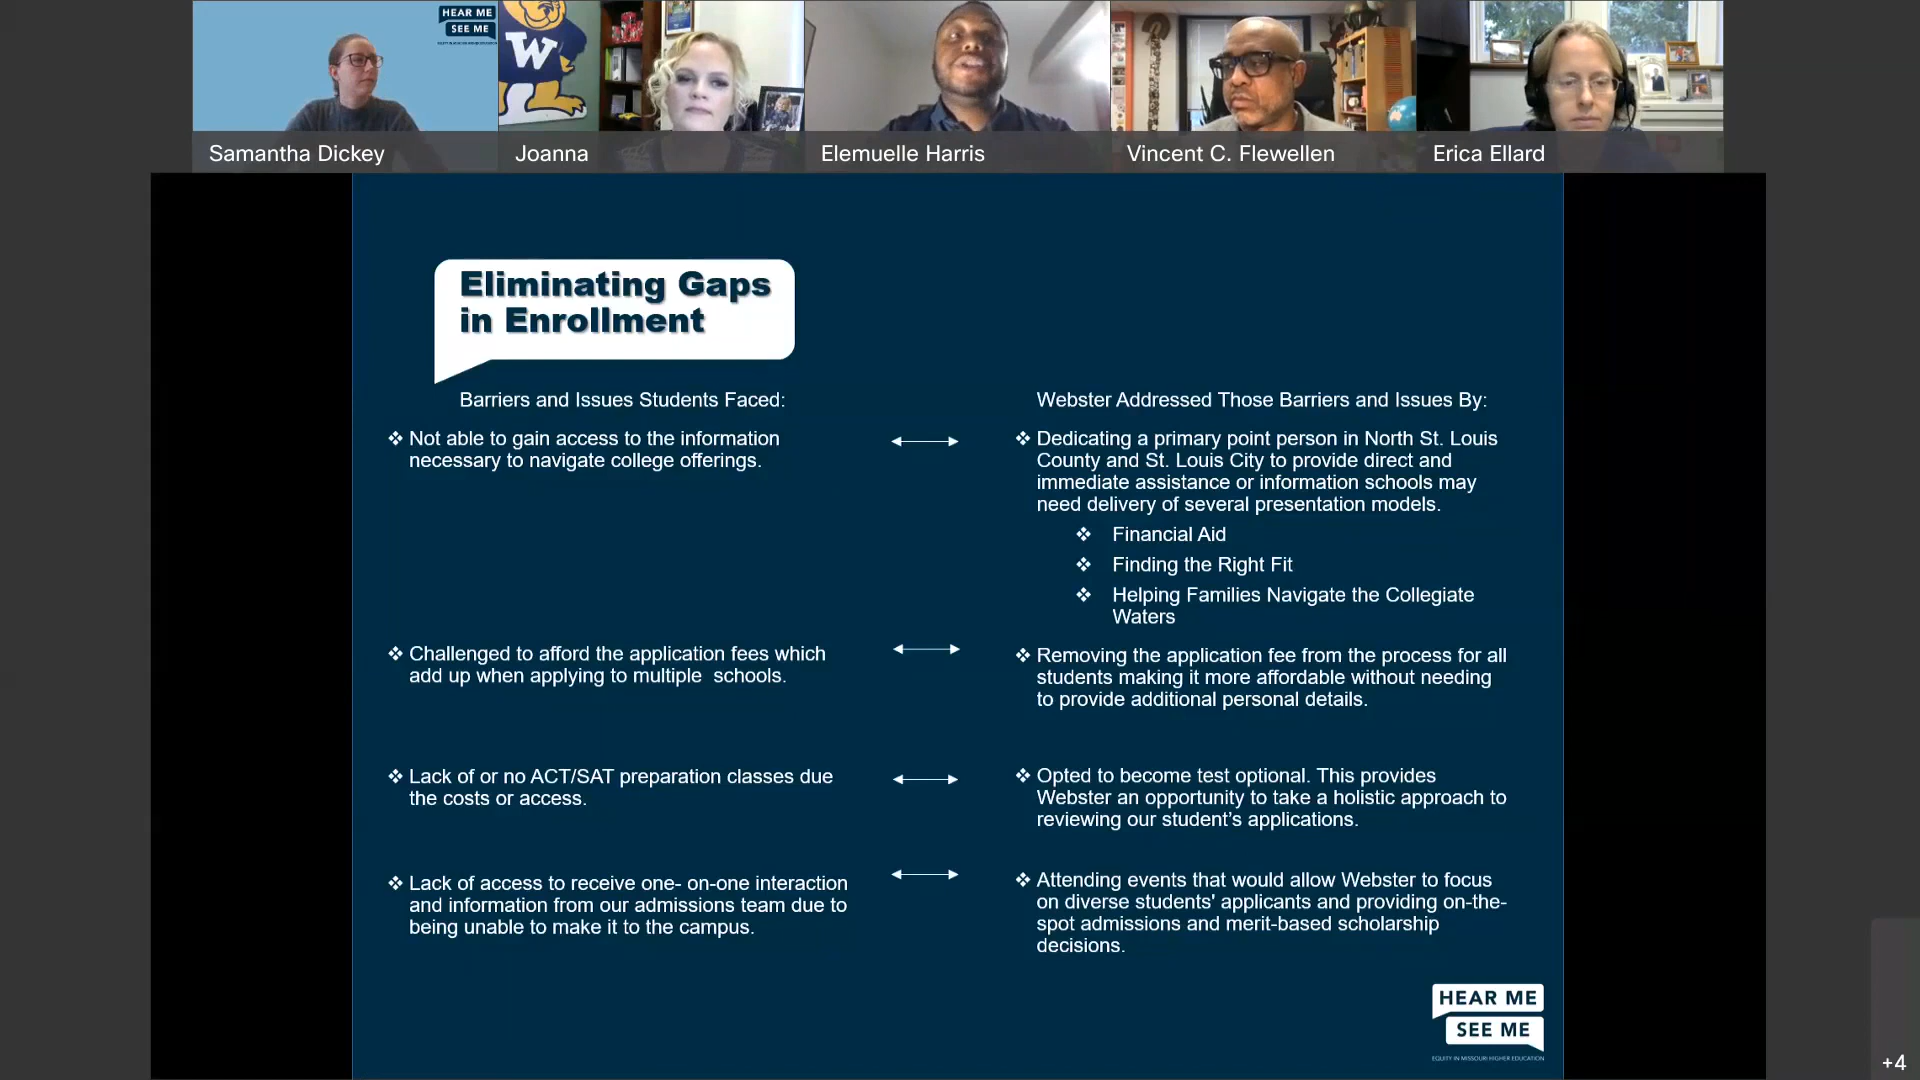 HEAR ME
SEE ME
W
Samantha Dickey
Joanna
Elemuelle Harris
Vincent C. Flewellen
Erica Ellard
Eliminating Gaps
in Enrollment
Barriers and Issues Students Faced:
Webster Addressed Those Barriers and Issues By:
❖ Not able to gain access to the information
necessary to navigate college offerings.
❖ Dedicating a primary point person in North St. Louis
County and St. Louis City to provide direct and
immediate assistance or information schools may
need delivery of several presentation models.
❖ Financial Aid
❖ Finding the Right Fit
❖ Helping Families Navigate the Collegiate
Waters
❖ Challenged to afford the application fees which
add up when applying to multiple  schools.
❖ Removing the application fee from the process for all
students making it more affordable without needing
to provide additional personal details.
❖ Lack of or no ACT/SAT preparation classes due
the costs or access.
❖ Opted to become test optional. This provides
Webster an opportunity to take a holistic approach to
reviewing our student’s applications.
❖ Lack of access to receive one- on-one interaction
and information from our admissions team due to
being unable to make it to the campus.
❖ Attending events that would allow Webster to focus
on diverse students' applicants and providing on-the-
spot admissions and merit-based scholarship
decisions.
HEAR ME
SEE ME
EQUITY IN MISSOURI HIGHER EDUCATION
+4